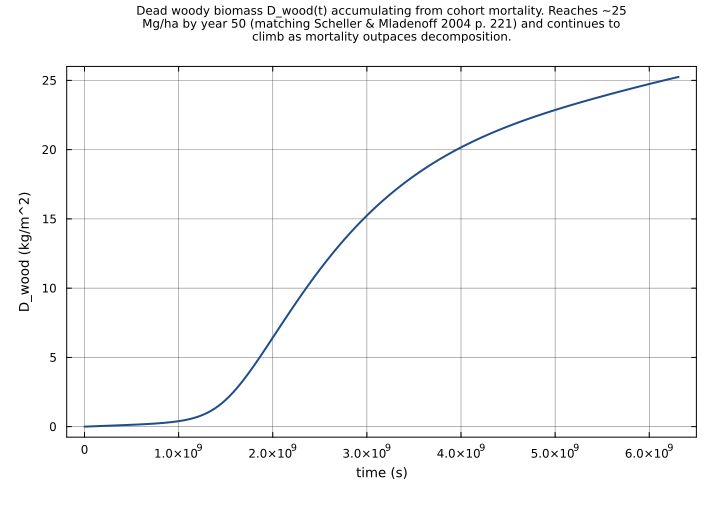 Dead woody biomass D_wood(t) accumulating from cohort mortality. Reaches ~25
Mg/ha by year 50 (matching Scheller & Mladenoff 2004 p. 221) and continues to
climb as mortality outpaces decomposition.
25
20
15
10
5
0
D_wood (kg/m^2)
0 1.0×10⁹ 2.0×10⁹ 3.0×10⁹ 4.0×10⁹ 5.0×10⁹ 6.0×10⁹
time (s)